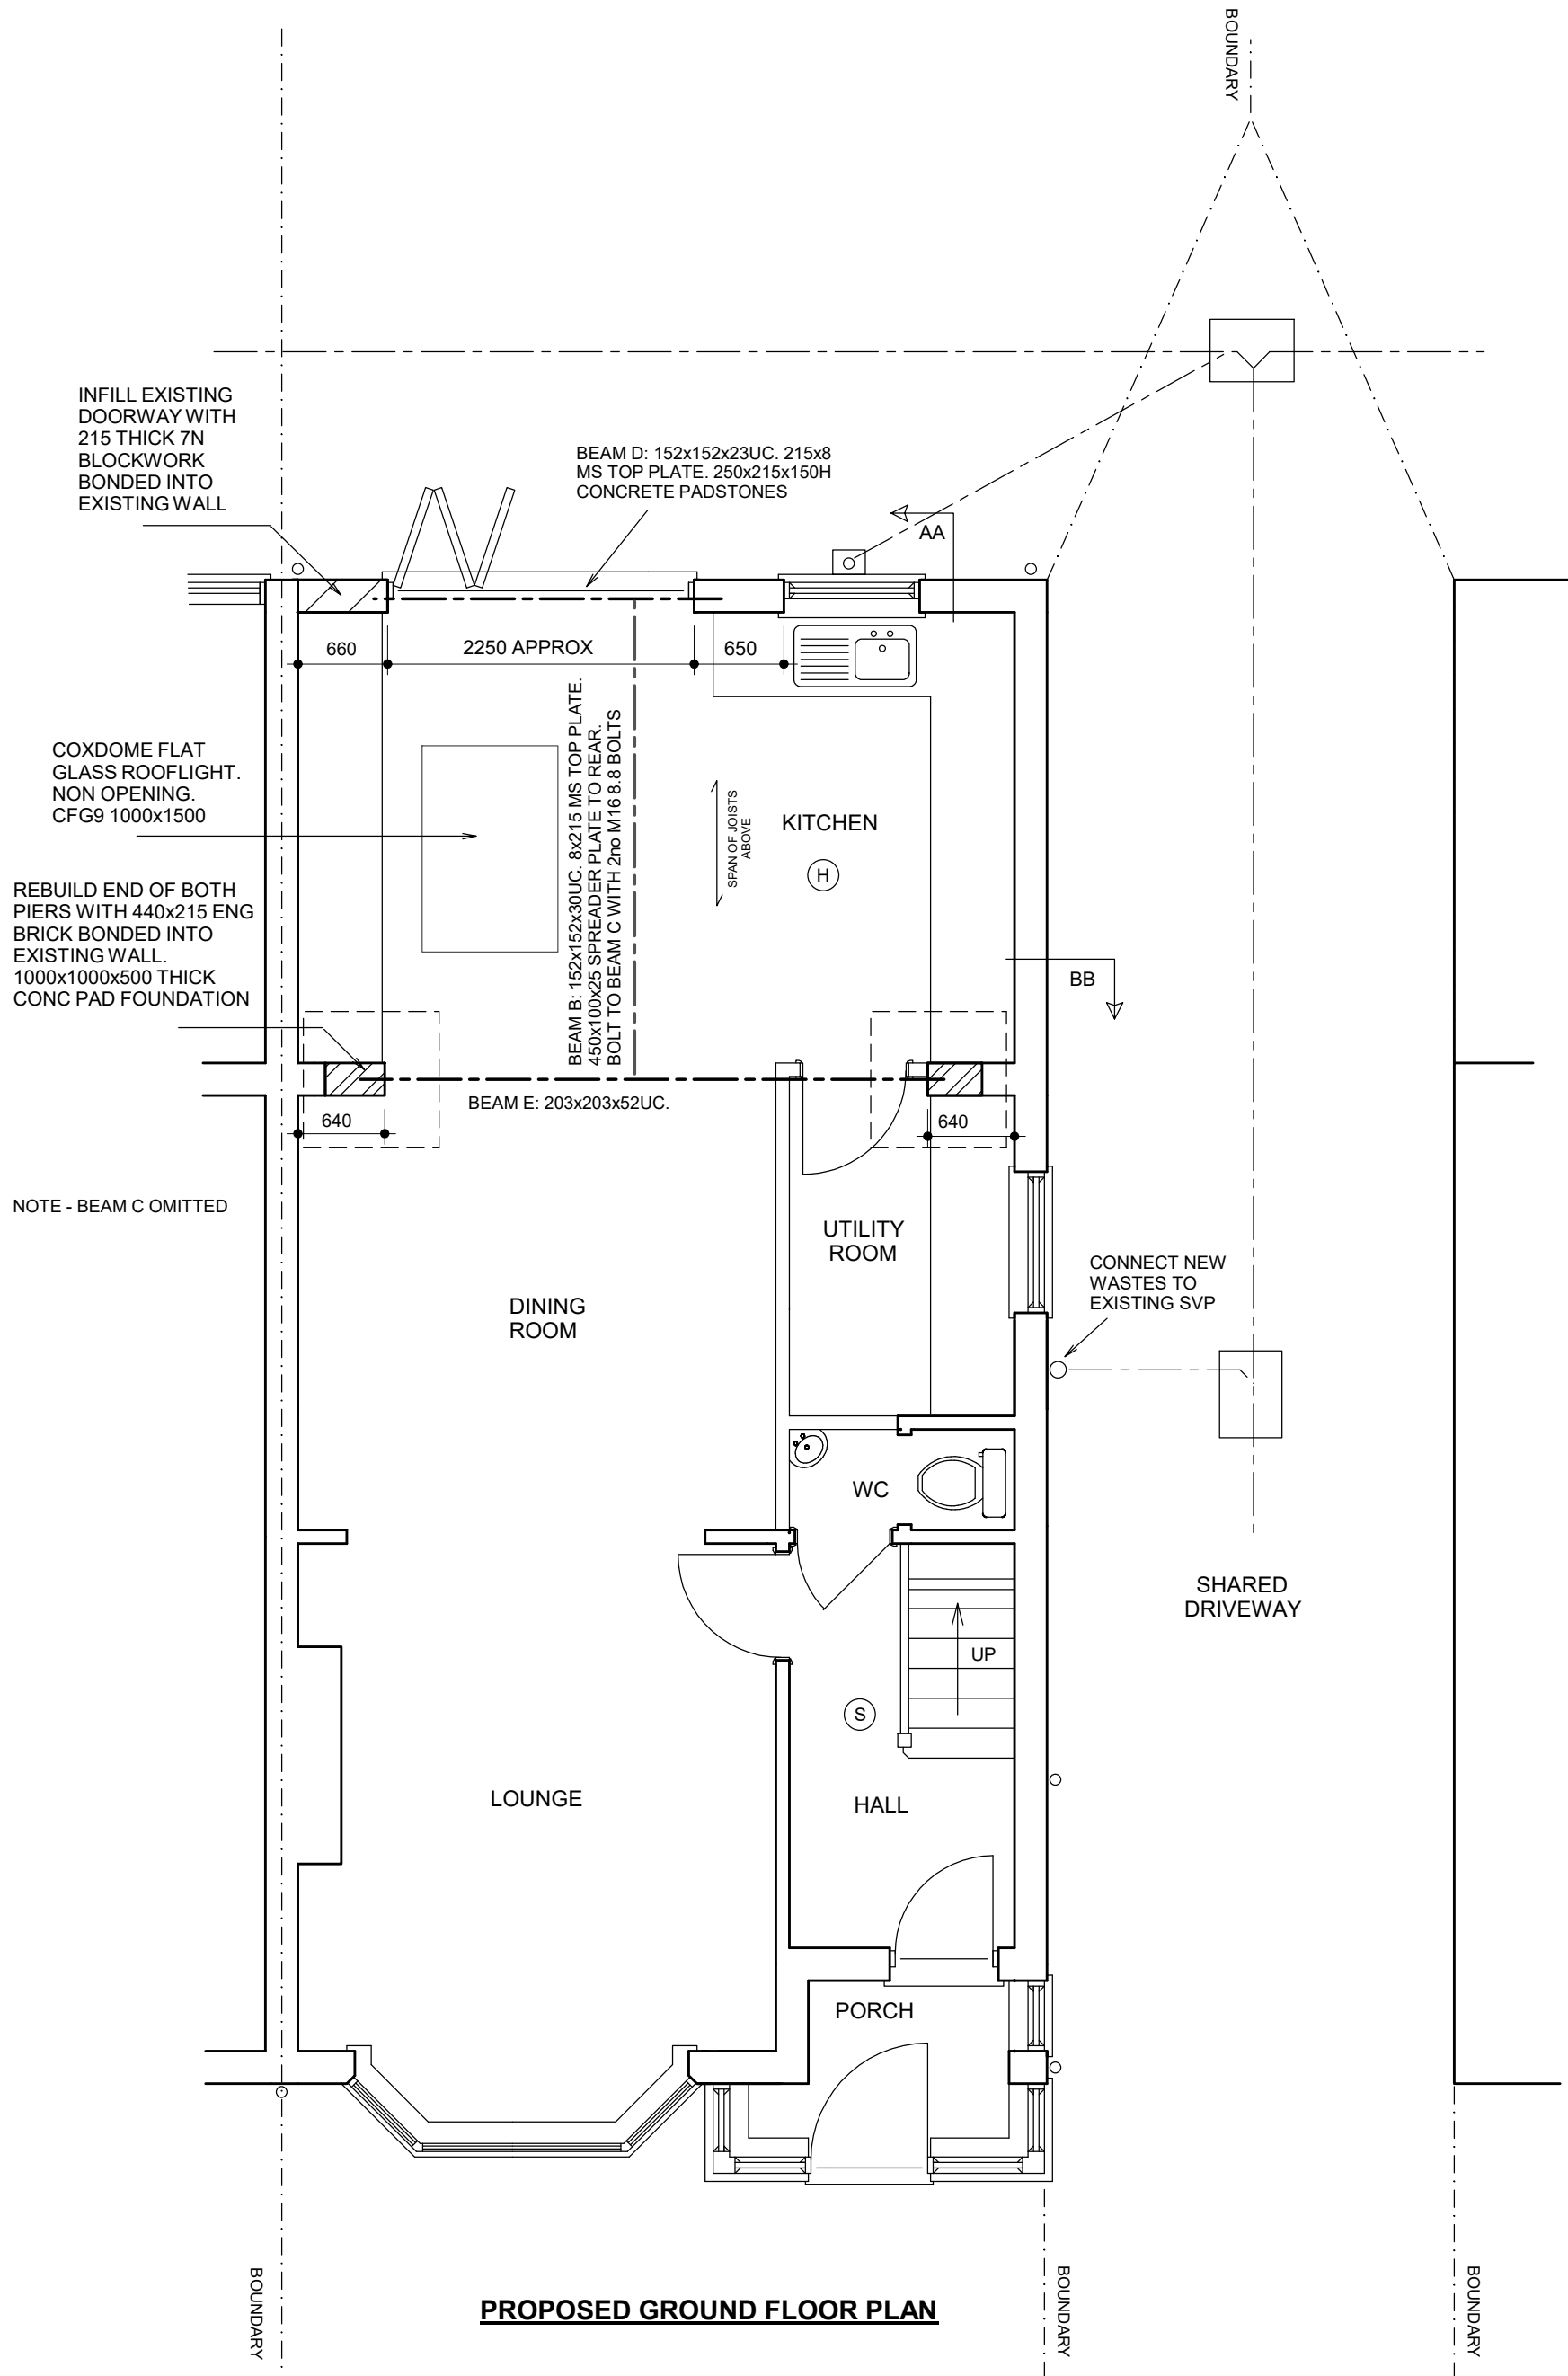 BOUNDARY
INFILL EXISTING
DOORWAY WITH
215 THICK 7N
BLOCKWORK
BONDED INTO
EXISTING WALL
BEAM D: 152x152x23UC. 215x8
MS TOP PLATE. 250x215x150H
CONCRETE PADSTONES
AA
660
2250 APPROX
650
COXDOME FLAT
GLASS ROOFLIGHT.
NON OPENING.
CFG9 1000x1500
BEAM B: 152x152x30UC. 8x215 MS TOP PLATE.
450x100x25 SPREADER PLATE TO REAR.
BOLT TO BEAM C WITH 2no M16 8.8 BOLTS
SPAN OF JOISTS
ABOVE
KITCHEN
H
REBUILD END OF BOTH
PIERS WITH 440x215 ENG
BRICK BONDED INTO
EXISTING WALL.
1000x1000x500 THICK
CONC PAD FOUNDATION
BB
BEAM E: 203x203x52UC.
640
640
NOTE - BEAM C OMITTED
UTILITY
ROOM
CONNECT NEW
WASTES TO
EXISTING SVP
DINING
ROOM
WC
SHARED
DRIVEWAY
UP
S
LOUNGE
HALL
PORCH
BOUNDARY
BOUNDARY
BOUNDARY
PROPOSED GROUND FLOOR PLAN